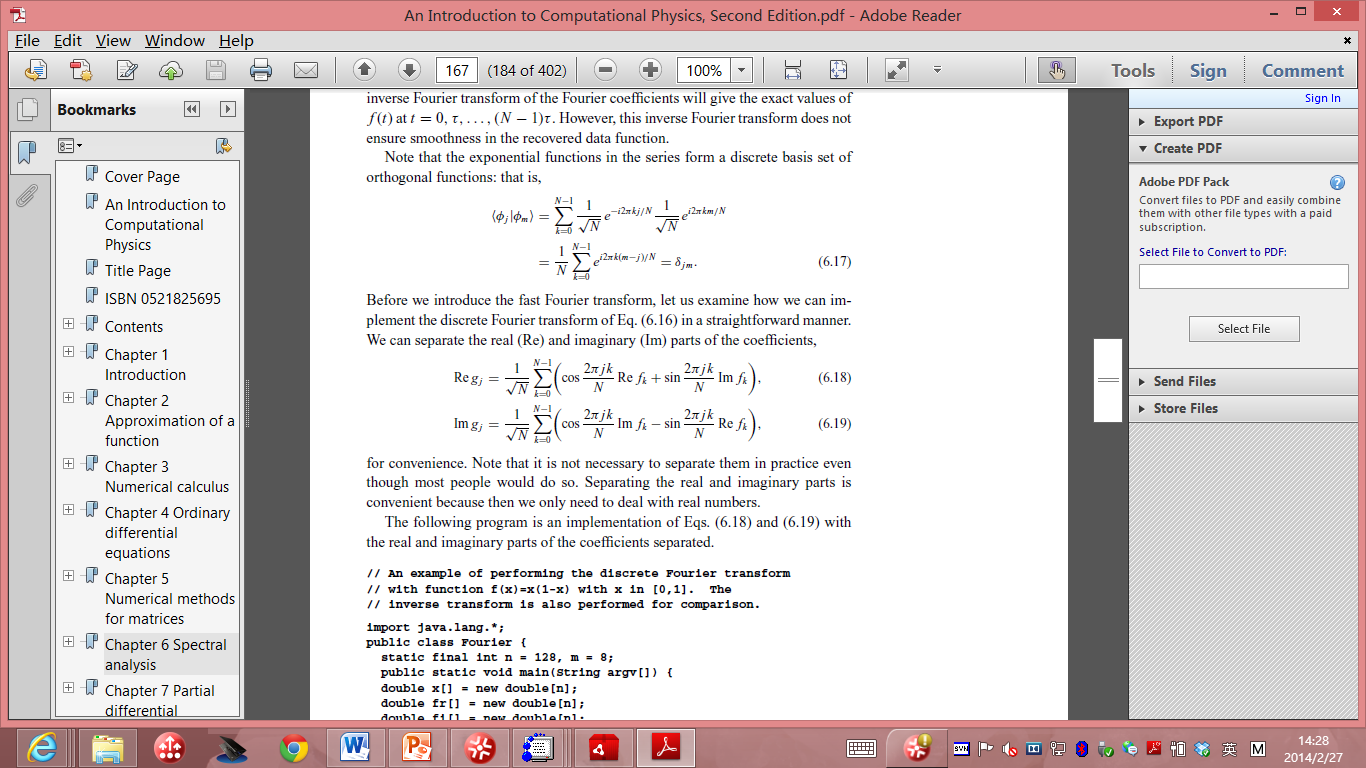 An Introduction to Computational Physics, Second Edition.pdf - Adobe Reader
File Edit View Window Help
167 (184 of 402) 100% Tools Sign Comment
Bookmarks
Cover Page
An Introduction to
Computational
Physics
Title Page
ISBN 0521825695
Contents
Chapter 1
Introduction
Chapter 2
Approximation of a
function
Chapter 3
Numerical calculus
Chapter 4 Ordinary
differential
equations
Chapter 5
Numerical methods
for matrices
Chapter 6 Spectral
analysis
Chapter 7 Partial
differential
inverse Fourier transform of the Fourier coefficients will give the exact values of
f(t) at t = 0, τ, . . . , (N − 1)τ. However, this inverse Fourier transform does not
ensure smoothness in the recovered data function.
Note that the exponential functions in the series form a discrete basis set of
orthogonal functions: that is,
⟨φ_j|φ_m⟩ = ∑_{k=0}^{N−1} 1/√N e^{−i2πkj/N} 1/√N e^{i2πkm/N}
= 1/N ∑_{k=0}^{N−1} e^{i2πk(m−j)/N} = δ_{jm}. (6.17)
Before we introduce the fast Fourier transform, let us examine how we can im-
plement the discrete Fourier transform of Eq. (6.16) in a straightforward manner.
We can separate the real (Re) and imaginary (Im) parts of the coefficients,
Re g_j = 1/√N ∑_{k=0}^{N−1} (cos 2πjk/N Re f_k + sin 2πjk/N Im f_k), (6.18)
Im g_j = 1/√N ∑_{k=0}^{N−1} (cos 2πjk/N Im f_k − sin 2πjk/N Re f_k), (6.19)
for convenience. Note that it is not necessary to separate them in practice even
though most people would do so. Separating the real and imaginary parts is
convenient because then we only need to deal with real numbers.
The following program is an implementation of Eqs. (6.18) and (6.19) with
the real and imaginary parts of the coefficients separated.
// An example of performing the discrete Fourier transform
// with function f(x)=x(1-x) with x in [0,1]. The
// inverse transform is also performed for comparison.
import java.lang.*;
public class Fourier {
static final int n = 128, m = 8;
public static void main(String argv[]) {
double x[] = new double[n];
double fr[] = new double[n];
double fi[] = new double[n];
Sign In
Export PDF
Create PDF
Adobe PDF Pack
Convert files to PDF and easily combine
them with other file types with a paid
subscription.
Select File to Convert to PDF:
Select File
Send Files
Store Files
SVN 英 M
14:28
2014/2/27